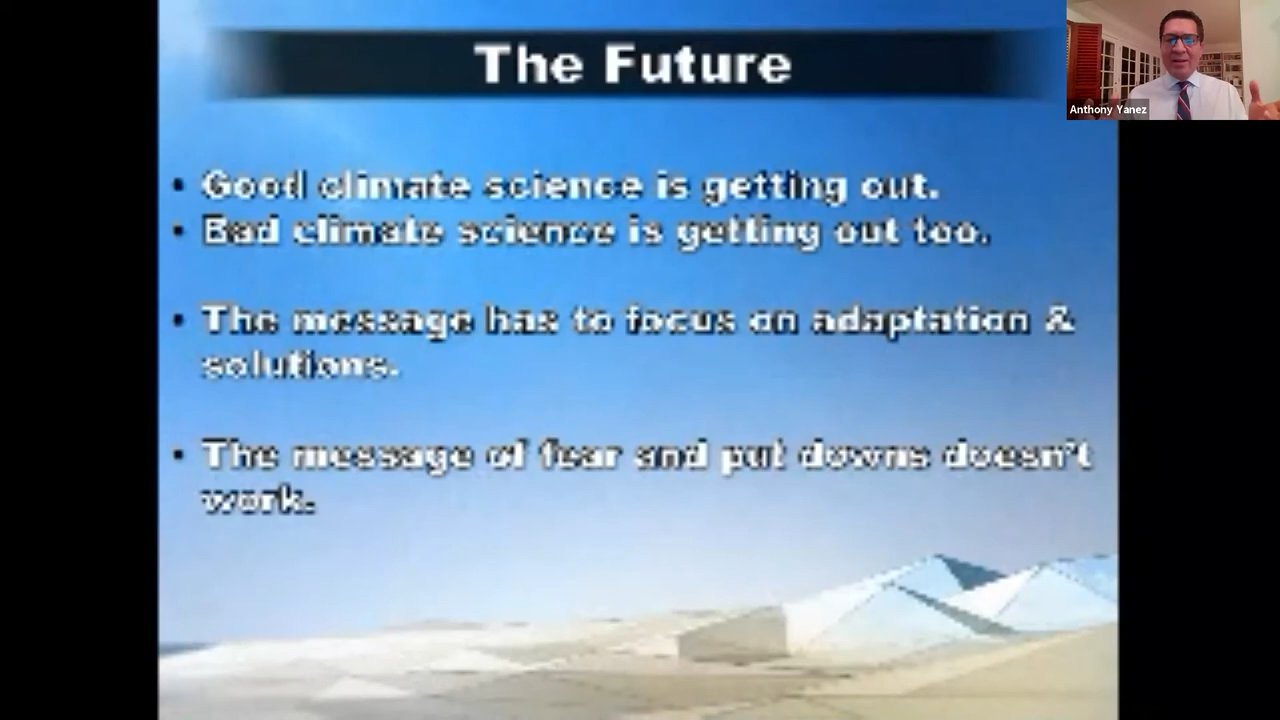 The Future
Anthony Yanez
• Good climate science is getting out.
• Bad climate science is getting out too.
• The message has to focus on adaptation &
solutions.
• The message of fear and put downs doesn't
work.